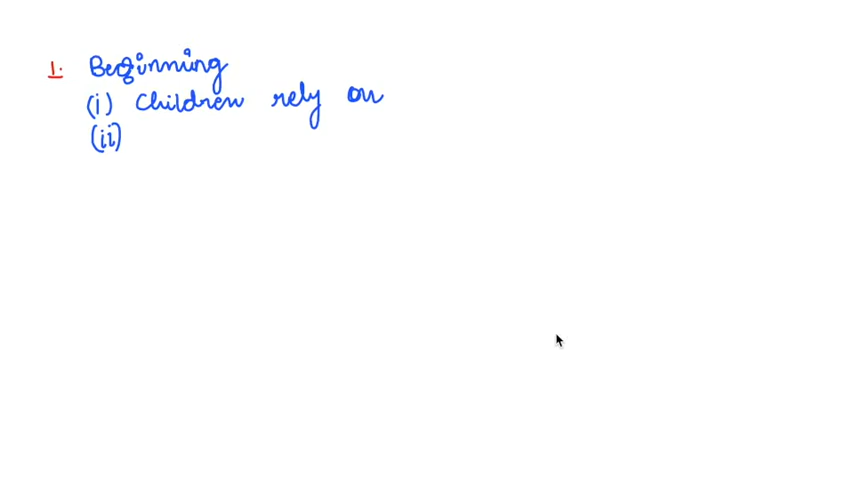 1. Beginning
(i) Children rely on
(ii)